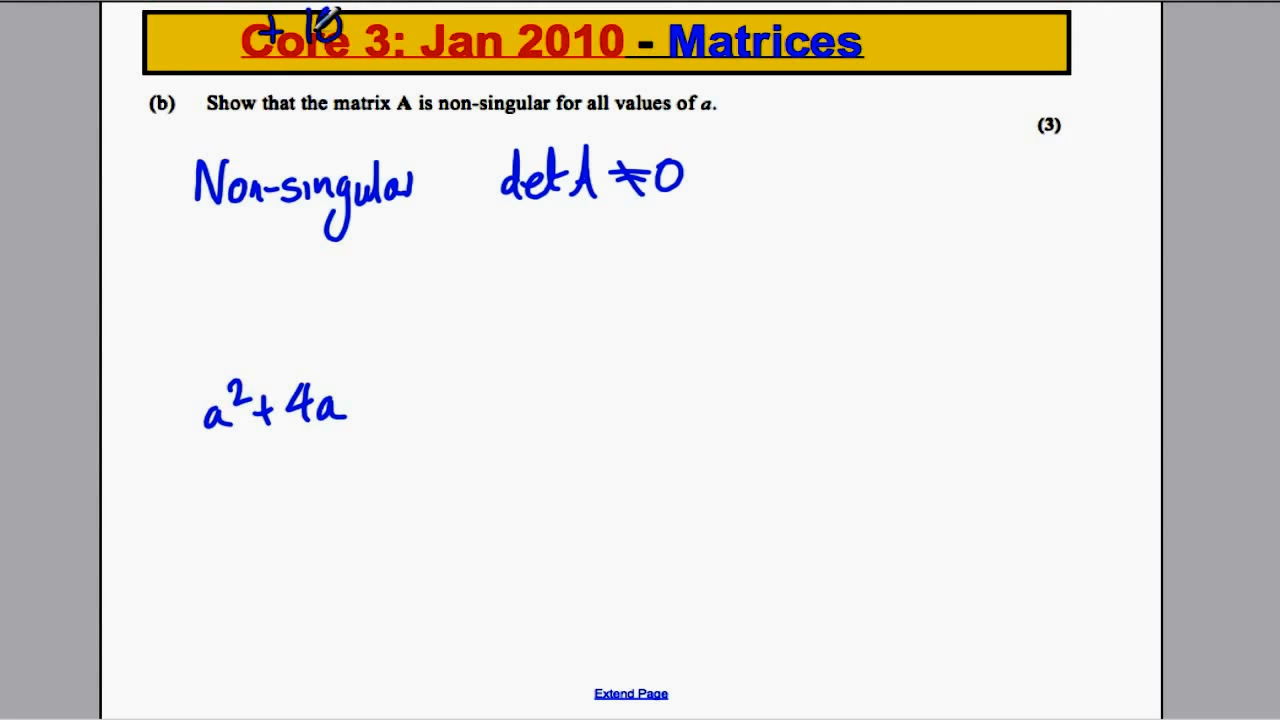 + 10
Core 3: Jan 2010 - Matrices
(b) Show that the matrix A is non-singular for all values of a.
(3)
Non-singular det A ≠ 0
a² + 4a
Extend Page